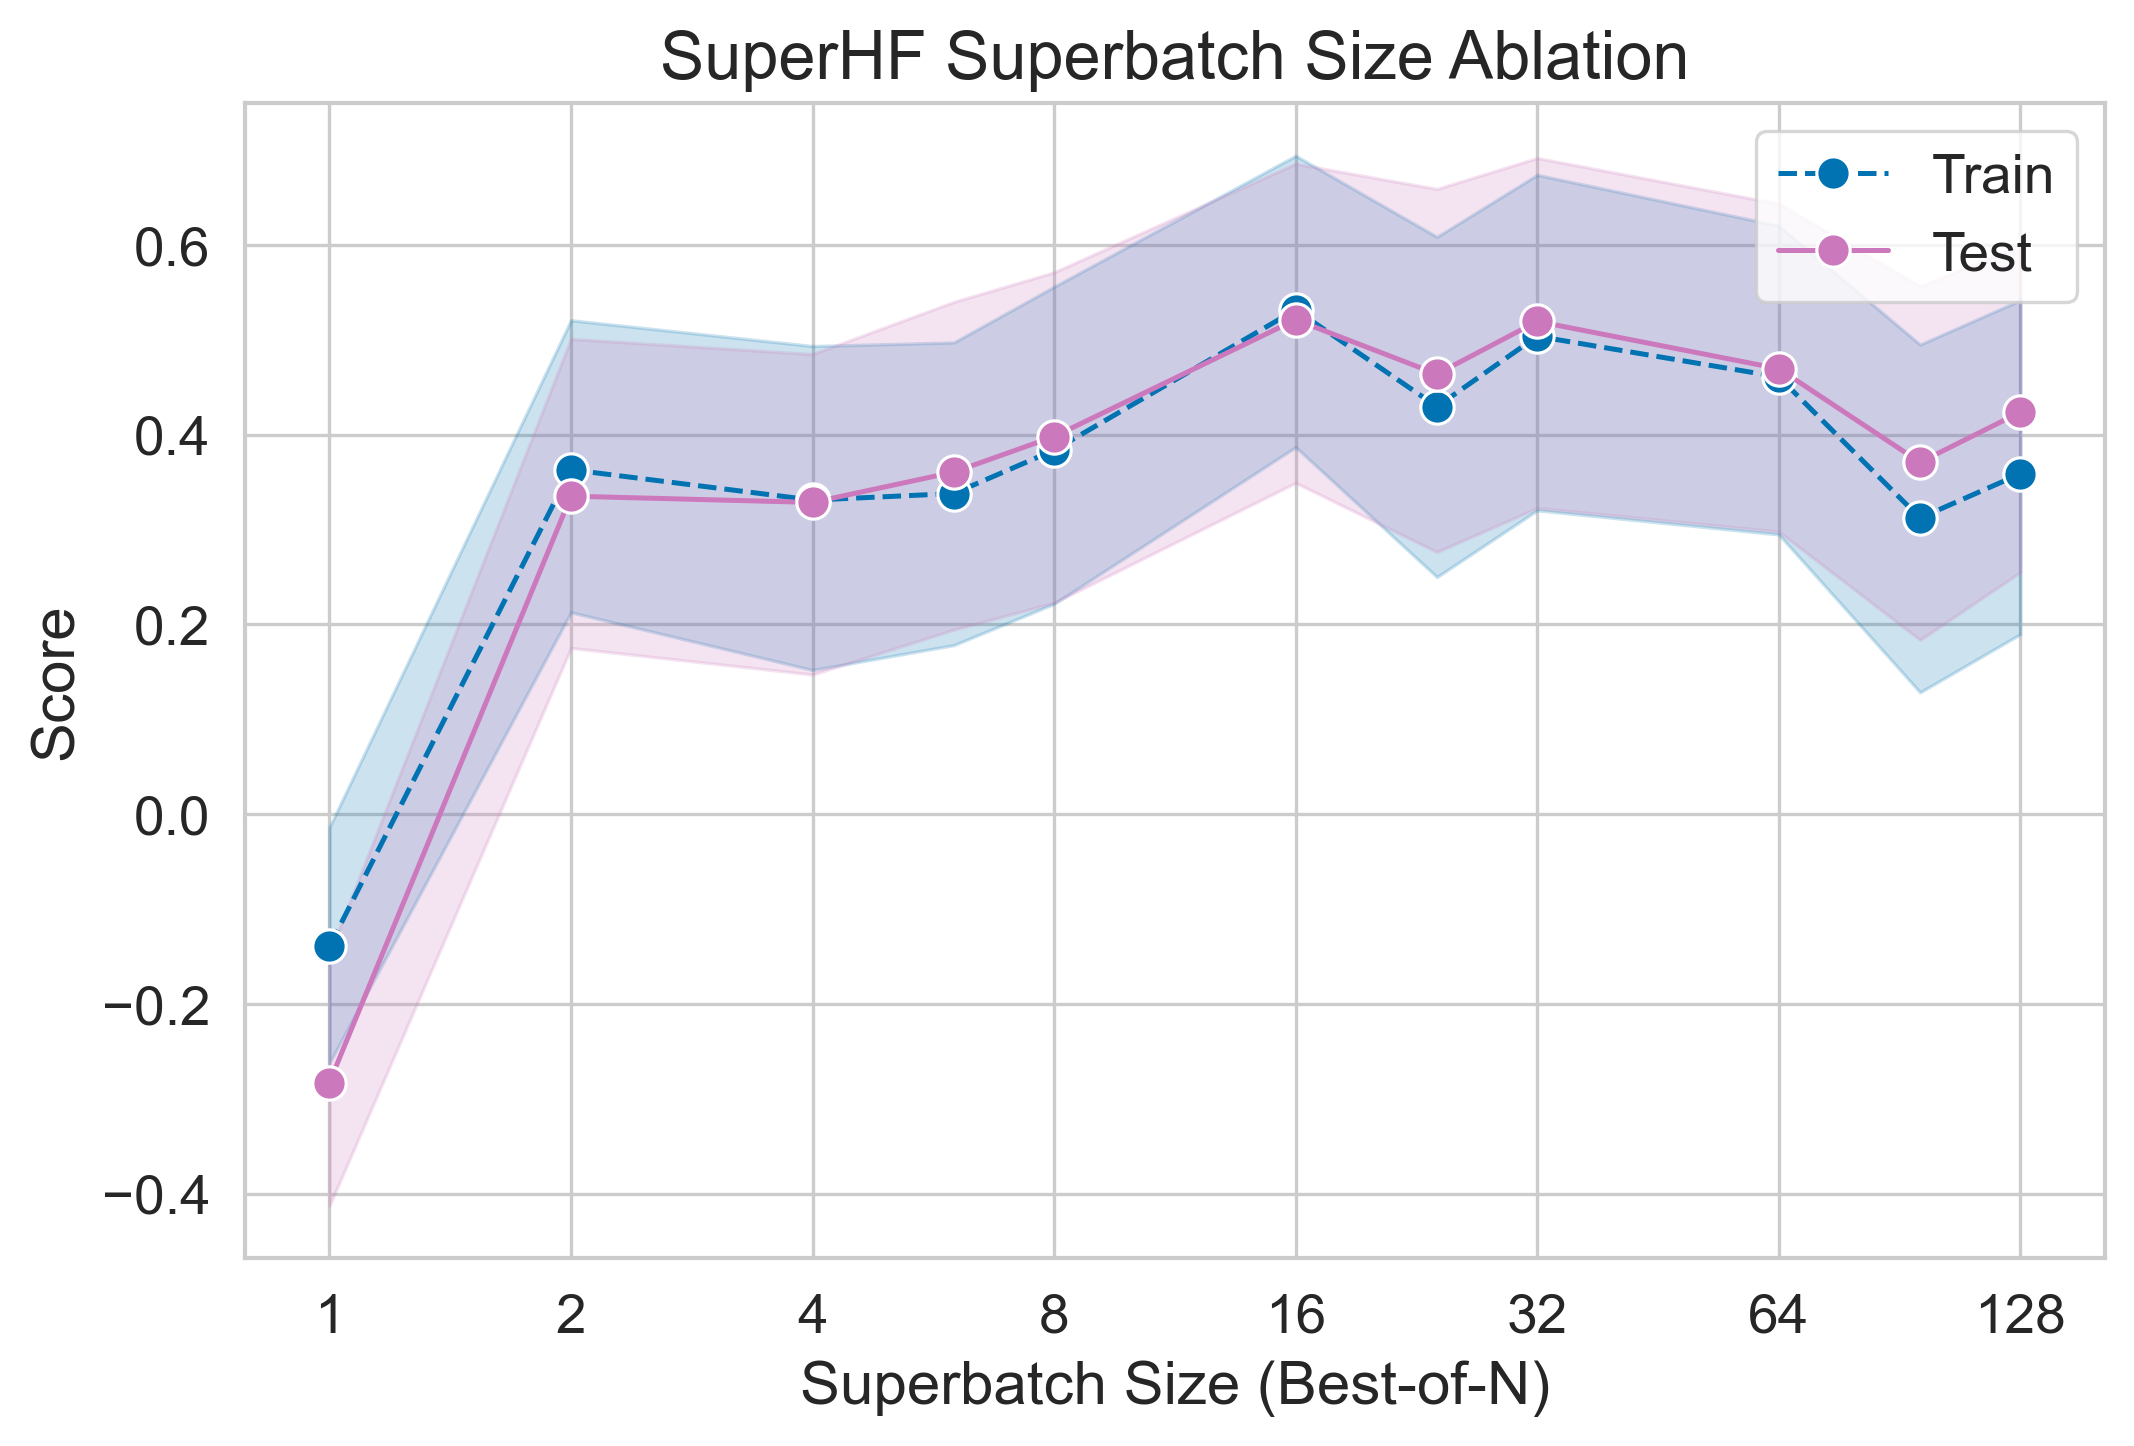 SuperHF Superbatch Size Ablation
Train
Test
0.6
0.4
0.2
0.0
−0.2
−0.4
Score
1 2 4 8 16 32 64 128
Superbatch Size (Best-of-N)